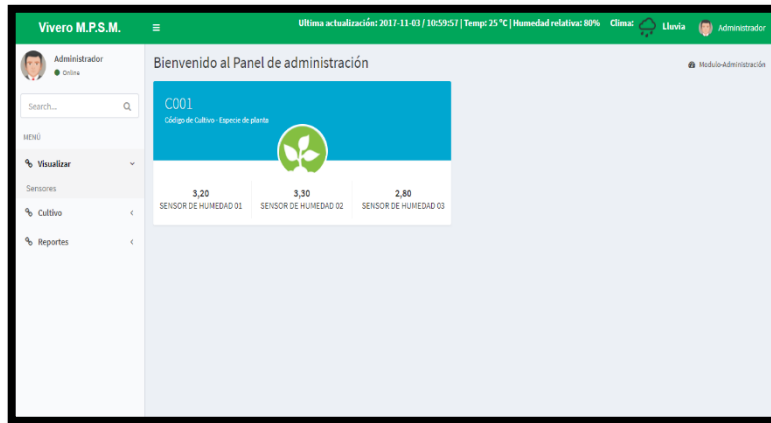 Vivero M.P.S.M.
Ultima actualización: 2017-11-03 / 10:59:57 | Temp: 25 °C | Humedad relativa: 80% Clima: Lluvia Administrador
Administrador
Online
Bienvenido al Panel de administración
Modulo-Administración
Search...
MENÚ
Visualizar
Sensores
Cultivo
Reportes
C001
Código de Cultivo - Especie de planta
3,20 3,30 2,80
SENSOR DE HUMEDAD 01 SENSOR DE HUMEDAD 02 SENSOR DE HUMEDAD 03